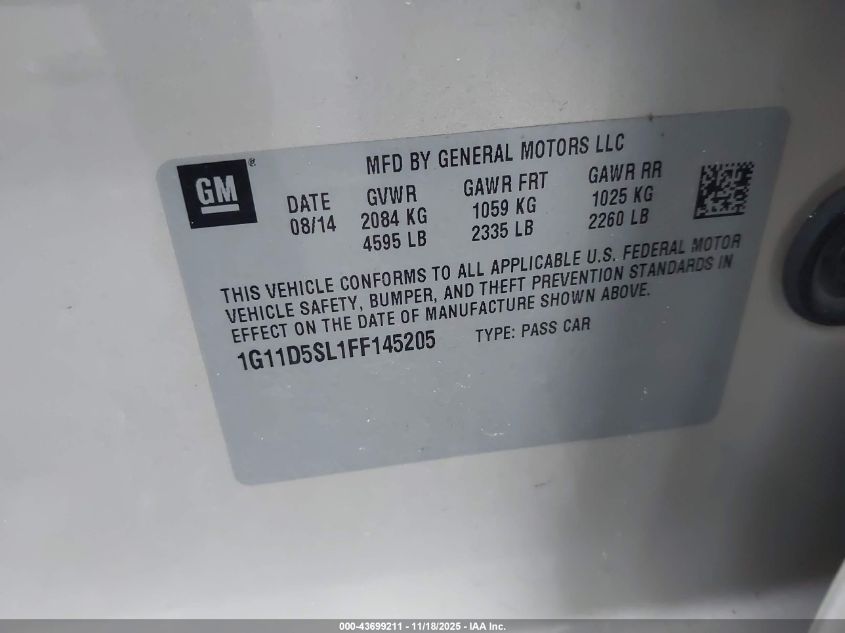 MFD BY GENERAL MOTORS LLC
GM®
DATE GVWR GAWR FRT GAWR RR
08/14 2084 KG 1059 KG 1025 KG
4595 LB 2335 LB 2260 LB
THIS VEHICLE CONFORMS TO ALL APPLICABLE U.S. FEDERAL MOTOR
VEHICLE SAFETY, BUMPER, AND THEFT PREVENTION STANDARDS IN
EFFECT ON THE DATE OF MANUFACTURE SHOWN ABOVE.
1G11D5SL1FF145205 TYPE: PASS CAR
000-43699211 - 11/18/2025 - IAA Inc.